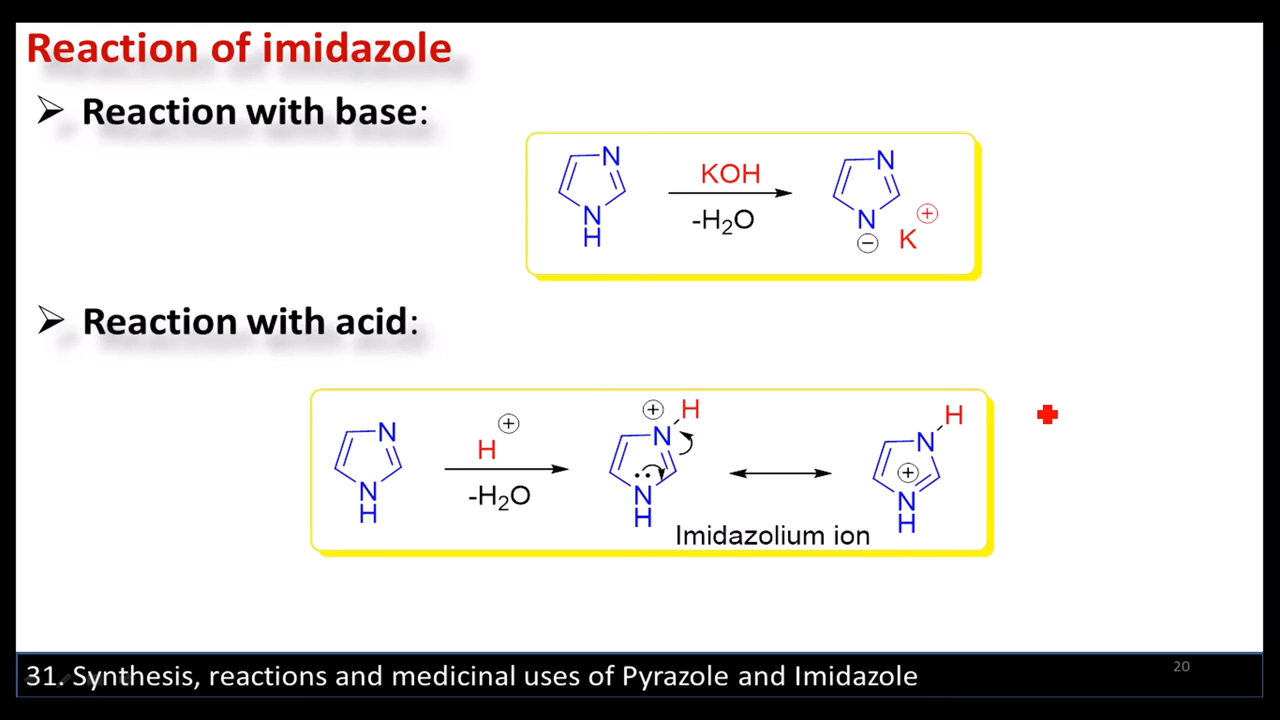 Reaction of imidazole
➢ Reaction with base:
N
N
H
KOH
-H₂O
N
N
⊖
K
⊕
➢ Reaction with acid:
N
N
H
H
⊕
-H₂O
⊕
H
N
N
H
H
N
⊕
N
H
Imidazolium ion
31. Synthesis, reactions and medicinal uses of Pyrazole and Imidazole
20